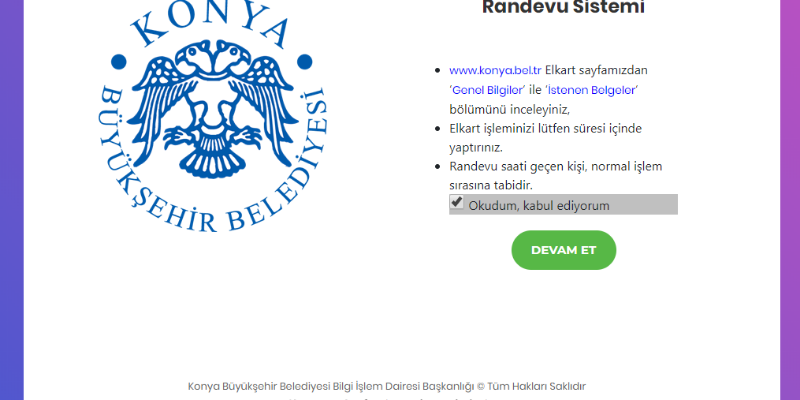 KONYA
BÜYÜKŞEHİR BELEDİYESİ
Randevu Sistemi
www.konya.bel.tr Elkart sayfamızdan
'Genel Bilgiler' ile 'İstenen Belgeler'
bölümünü inceleyiniz,
Elkart işleminizi lütfen süresi içinde
yaptırınız.
Randevu saati geçen kişi, normal işlem
sırasına tabidir.
Okudum, kabul ediyorum
DEVAM ET
Konya Büyükşehir Belediyesi Bilgi İşlem Dairesi Başkanlığı © Tüm Hakları Saklıdır